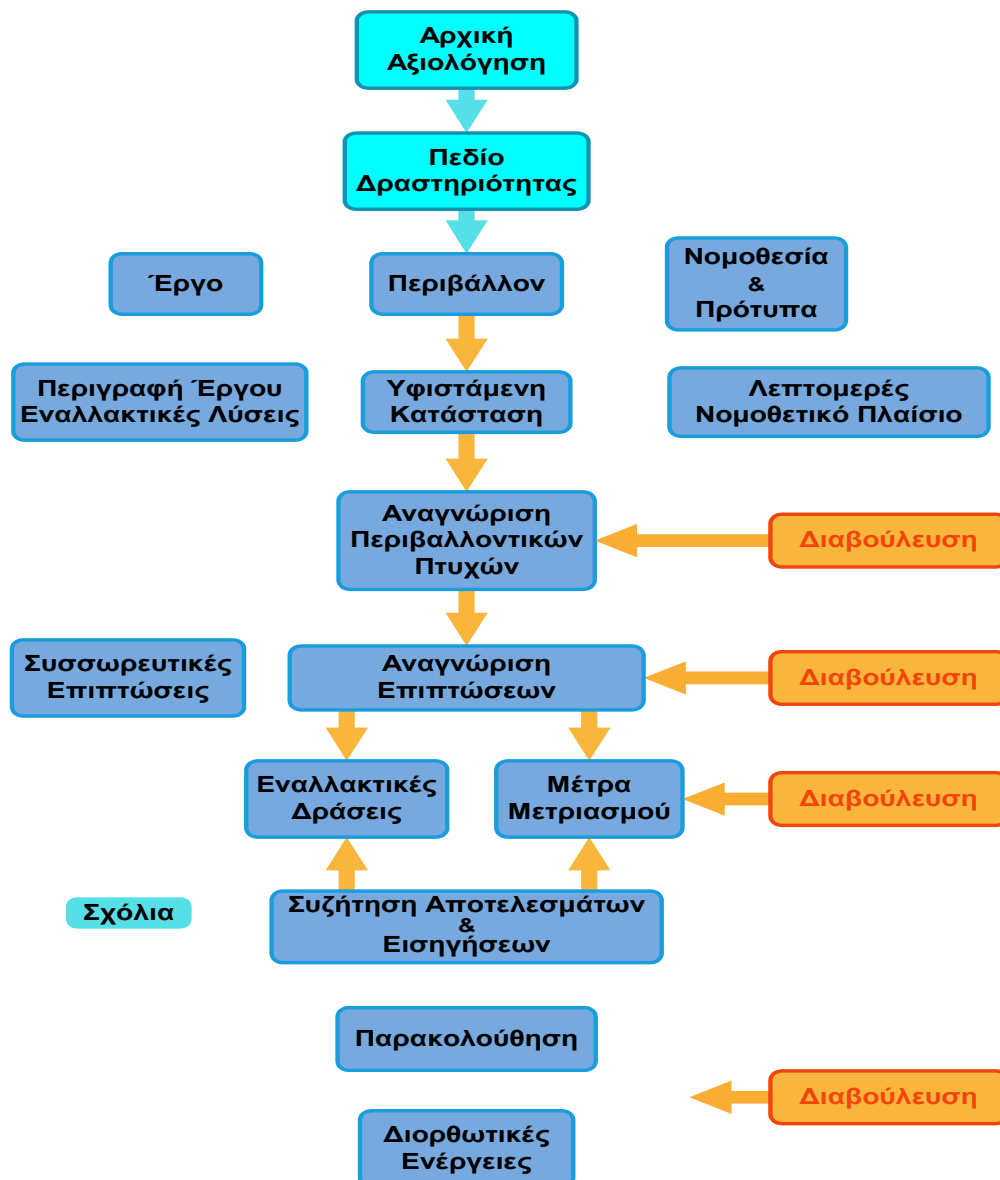 Αρχική
Αξιολόγηση
Πεδίο
Δραστηριότητας
Έργο
Περιβάλλον
Νομοθεσία
&
Πρότυπα
Περιγραφή Έργου
Εναλλακτικές Λύσεις
Υφιστάμενη
Κατάσταση
Λεπτομερές
Νομοθετικό Πλαίσιο
Αναγνώριση
Περιβαλλοντικών
Πτυχών
Διαβούλευση
Συσσωρευτικές
Επιπτώσεις
Αναγνώριση
Επιπτώσεων
Διαβούλευση
Εναλλακτικές
Δράσεις
Μέτρα
Μετριασμού
Διαβούλευση
Σχόλια
Συζήτηση Αποτελεσμάτων
&
Εισηγήσεων
Παρακολούθηση
Διαβούλευση
Διορθωτικές
Ενέργειες